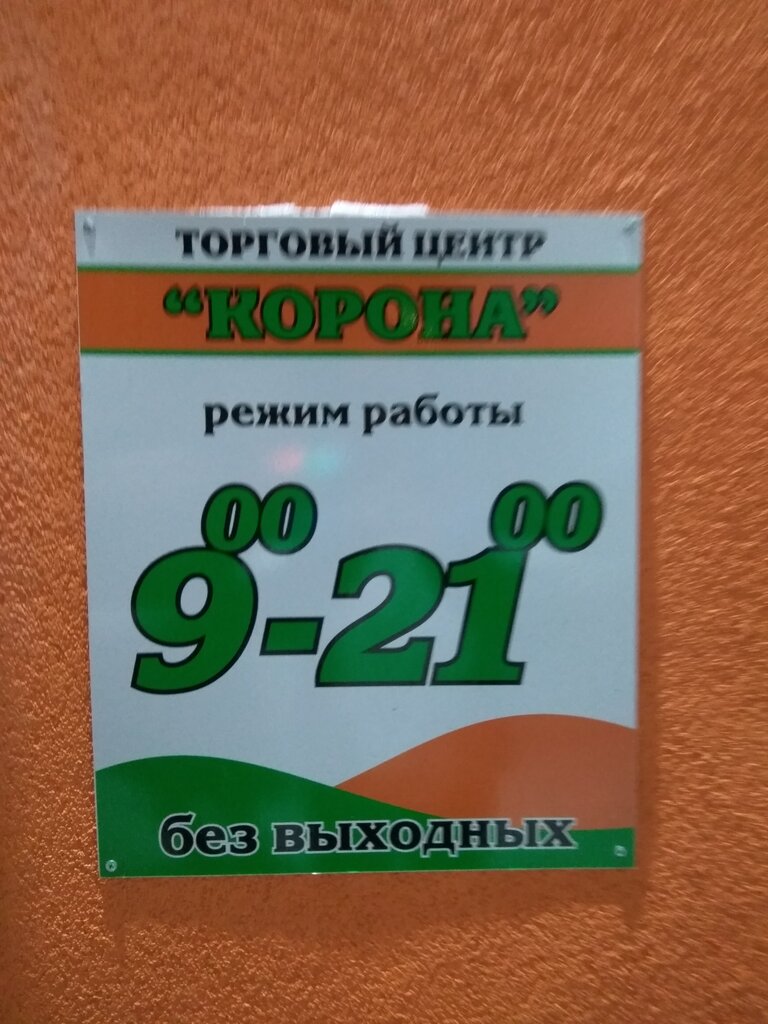 ТОРГОВЫЙ ЦЕНТР
“КОРОНА”
режим работы
9⁰⁰-21⁰⁰
без выходных